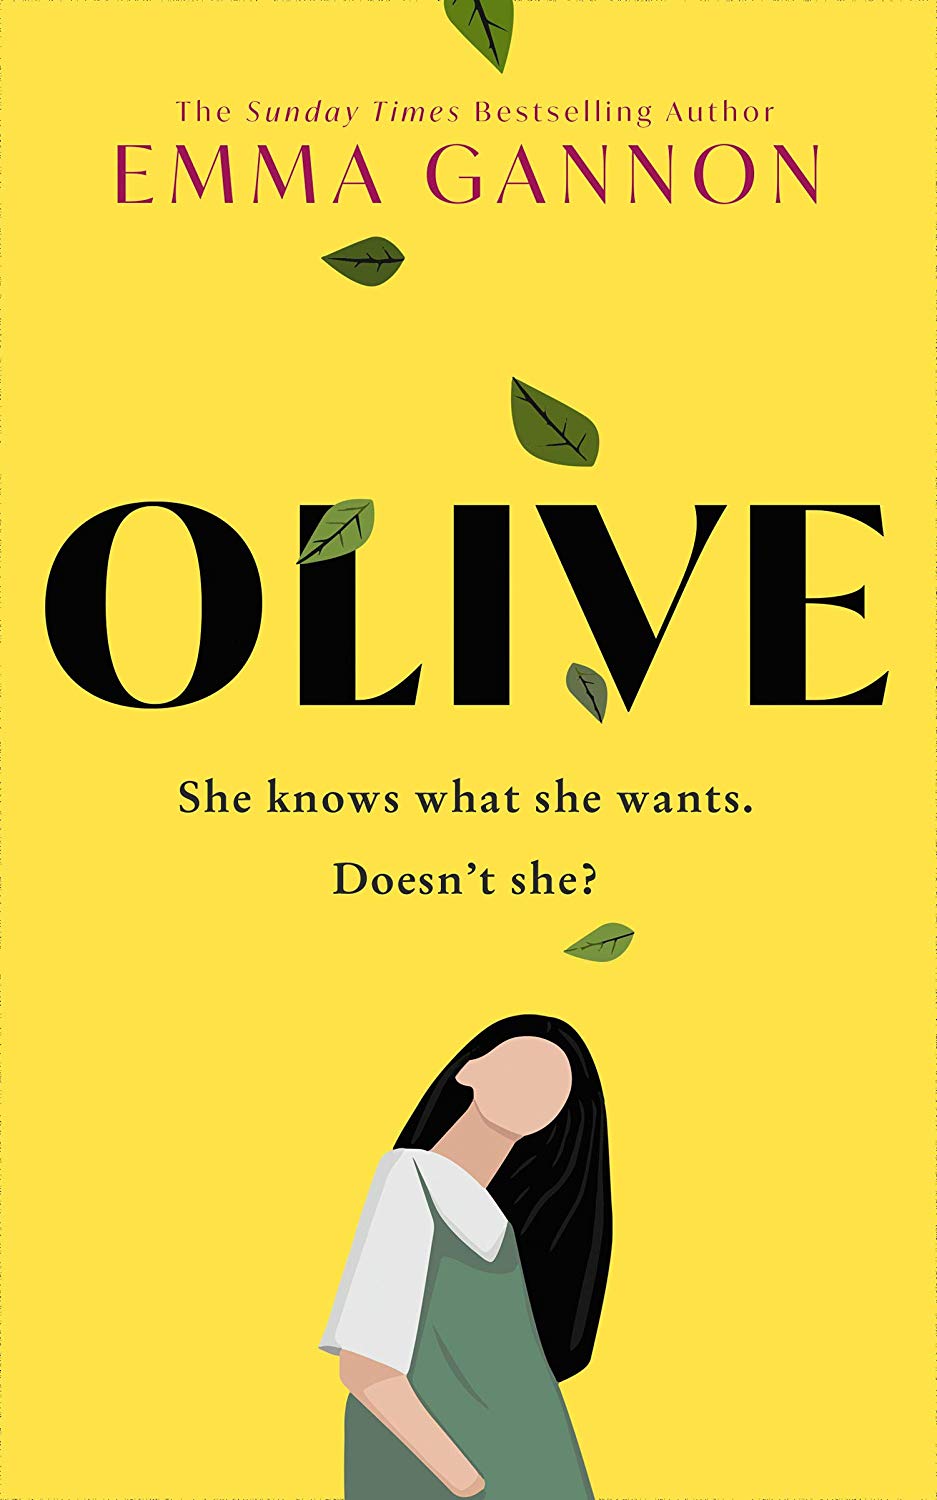 The Sunday Times Bestselling Author
EMMA GANNON
OLIVE
She knows what she wants.
Doesn’t she?